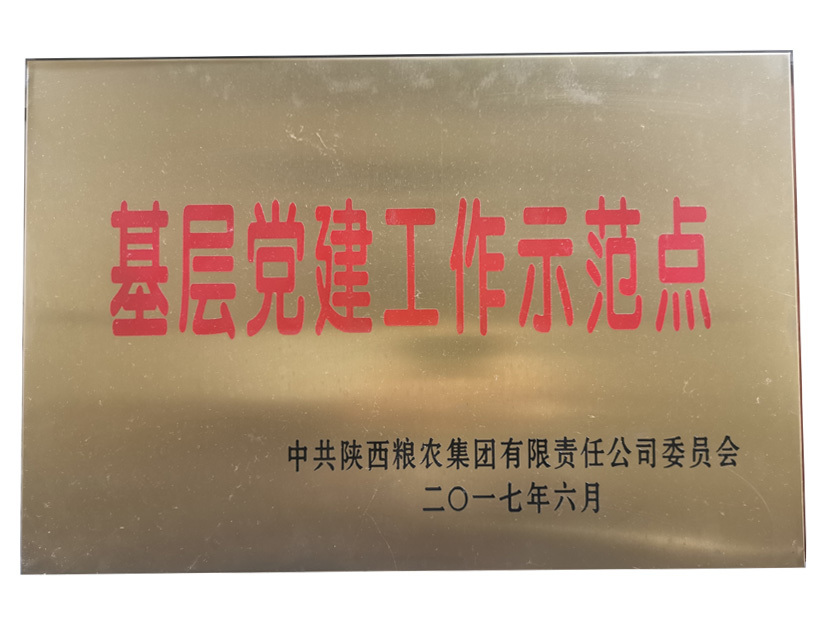 基层党建工作示范点
中共陕西粮农集团有限责任公司委员会
二〇一七年六月